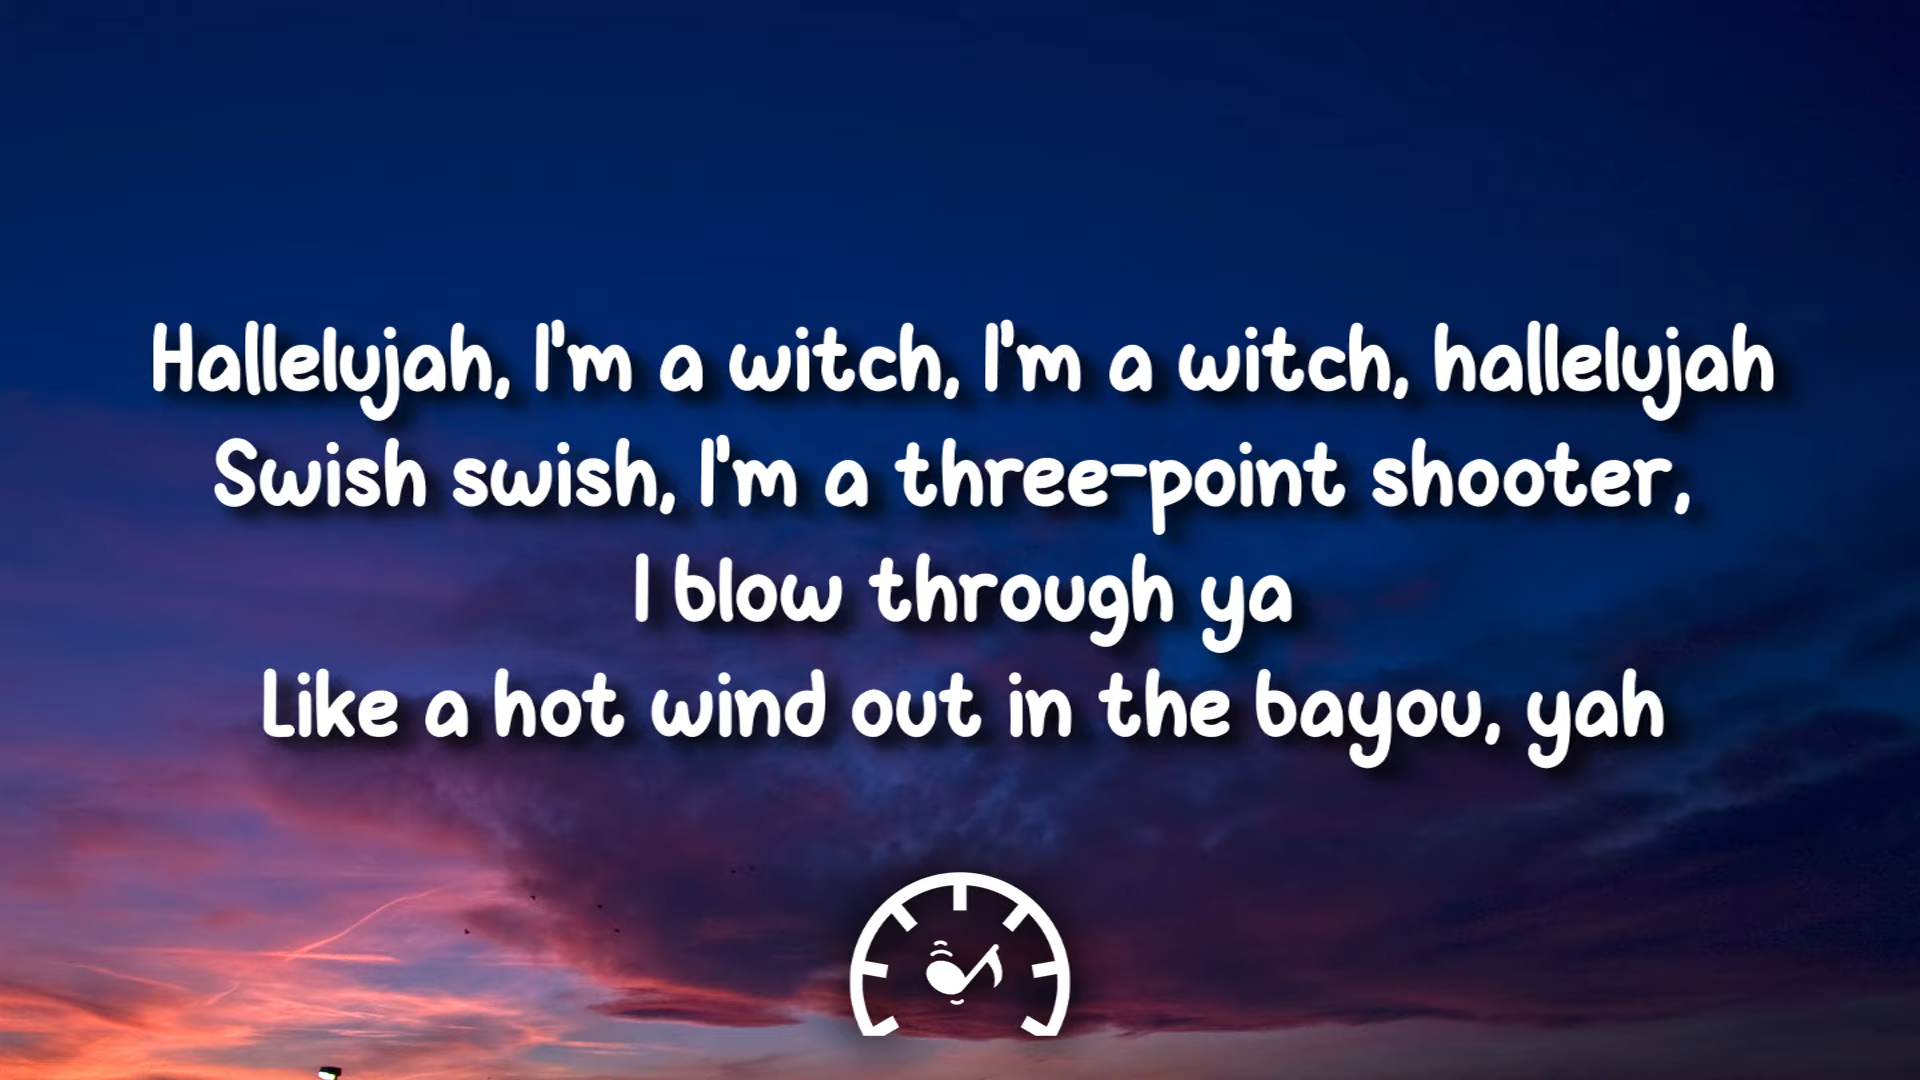 Hallelujah, I'm a witch, I'm a witch, hallelujah
Swish swish, I'm a three-point shooter,
I blow through ya
Like a hot wind out in the bayou, yah